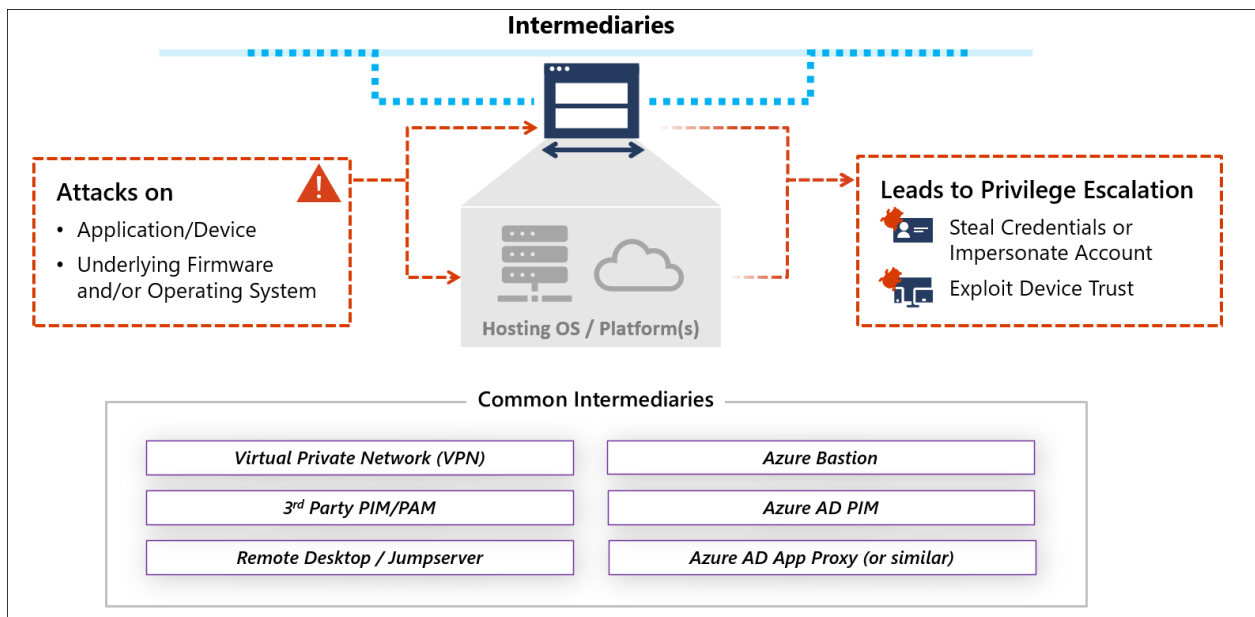 Intermediaries
Attacks on
• Application/Device
• Underlying Firmware
and/or Operating System
Hosting OS / Platform(s)
Leads to Privilege Escalation
Steal Credentials or
Impersonate Account
Exploit Device Trust
Common Intermediaries
Virtual Private Network (VPN)
Azure Bastion
3rd Party PIM/PAM
Azure AD PIM
Remote Desktop / Jumpserver
Azure AD App Proxy (or similar)